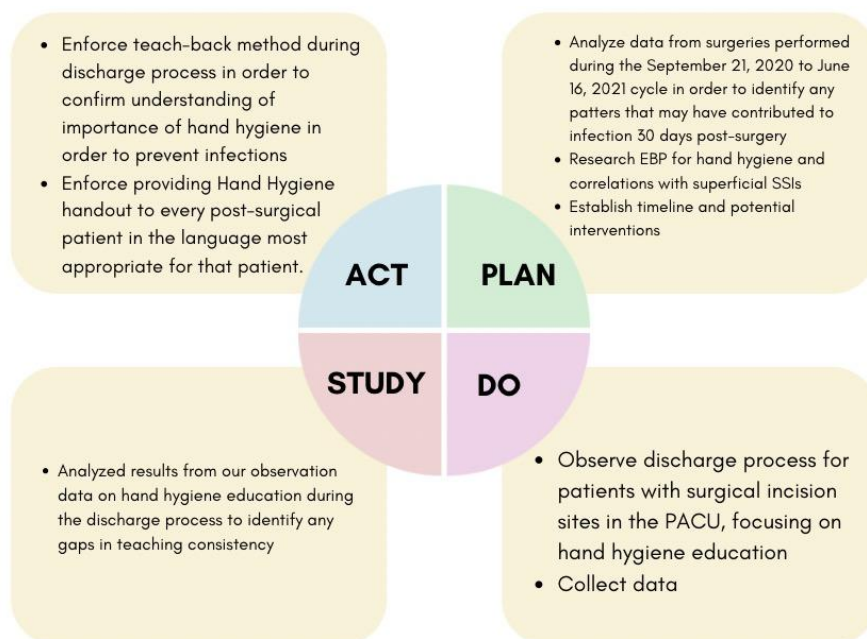 • Enforce teach-back method during
discharge process in order to
confirm understanding of
importance of hand hygiene in
order to prevent infections
• Enforce providing Hand Hygiene
handout to every post-surgical
patient in the language most
appropriate for that patient.
• Analyze data from surgeries performed
during the September 21, 2020 to June
16, 2021 cycle in order to identify any
patters that may have contributed to
infection 30 days post-surgery
• Research EBP for hand hygiene and
correlations with superficial SSIs
• Establish timeline and potential
interventions
ACT
PLAN
STUDY
DO
• Analyzed results from our observation
data on hand hygiene education during
the discharge process to identify any
gaps in teaching consistency
• Observe discharge process for
patients with surgical incision
sites in the PACU, focusing on
hand hygiene education
• Collect data